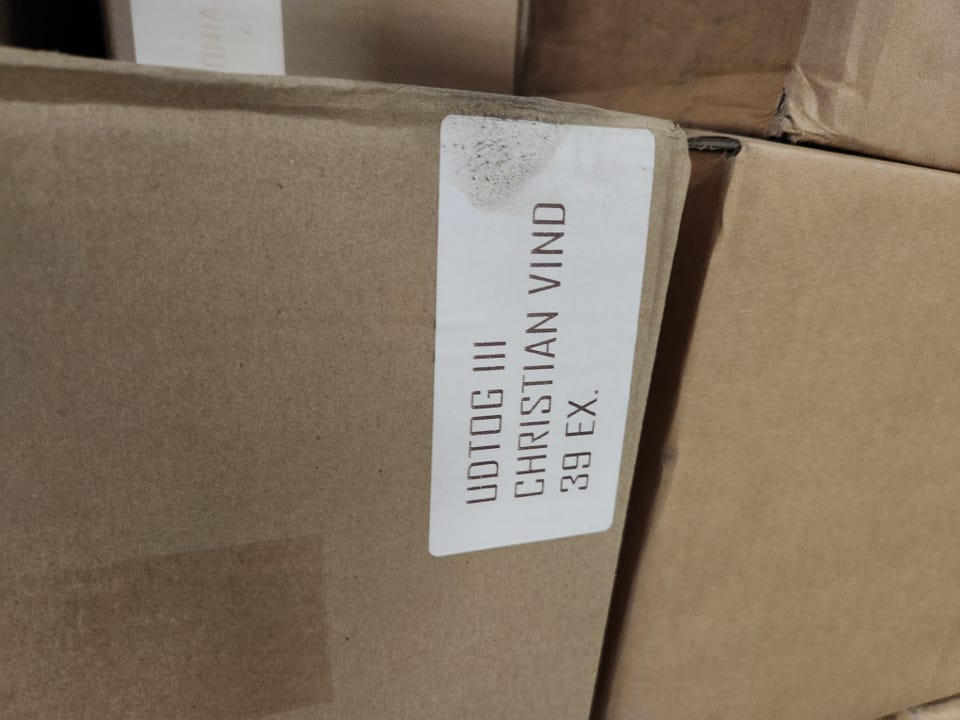 UDTOG III
CHRISTIAN VIND
39 EX.